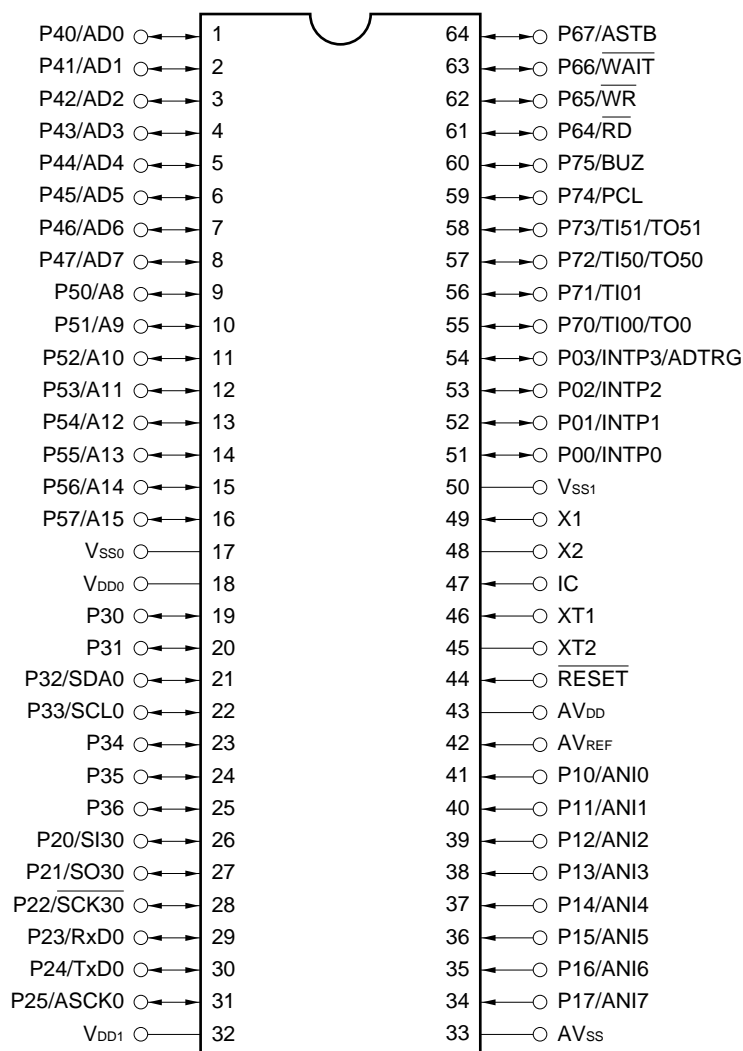 P40/AD0 1 64 P67/ASTB
P41/AD1 2 63 P66/WAIT
P42/AD2 3 62 P65/WR
P43/AD3 4 61 P64/RD
P44/AD4 5 60 P75/BUZ
P45/AD5 6 59 P74/PCL
P46/AD6 7 58 P73/TI51/TO51
P47/AD7 8 57 P72/TI50/TO50
P50/A8 9 56 P71/TI01
P51/A9 10 55 P70/TI00/TO0
P52/A10 11 54 P03/INTP3/ADTRG
P53/A11 12 53 P02/INTP2
P54/A12 13 52 P01/INTP1
P55/A13 14 51 P00/INTP0
P56/A14 15 50 VSS1
P57/A15 16 49 X1
VSS0 17 48 X2
VDD0 18 47 IC
P30 19 46 XT1
P31 20 45 XT2
P32/SDA0 21 44 RESET
P33/SCL0 22 43 AVDD
P34 23 42 AVREF
P35 24 41 P10/ANI0
P36 25 40 P11/ANI1
P20/SI30 26 39 P12/ANI2
P21/SO30 27 38 P13/ANI3
P22/SCK30 28 37 P14/ANI4
P23/RxD0 29 36 P15/ANI5
P24/TxD0 30 35 P16/ANI6
P25/ASCK0 31 34 P17/ANI7
VDD1 32 33 AVSS